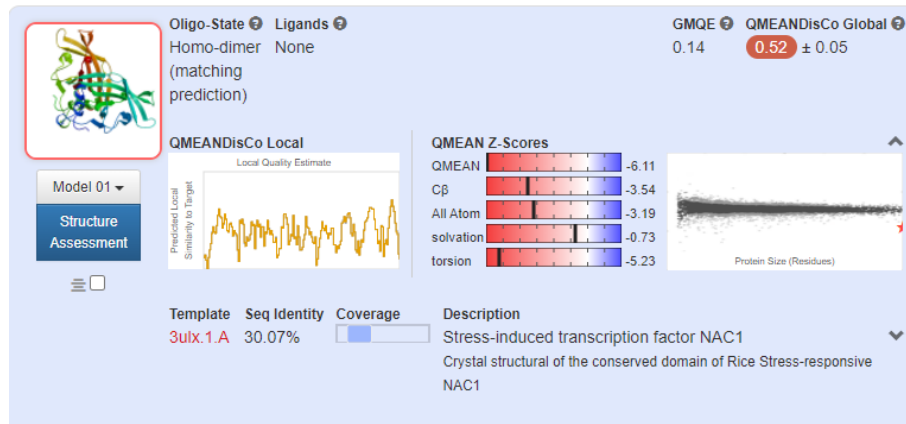 Oligo-State Ligands
Homo-dimer None
(matching
prediction)
GMQE QMEANDisCo Global
0.14 0.52 ± 0.05
QMEANDisCo Local
Local Quality Estimate
Predicted Local
Similarity to Target
QMEAN Z-Scores
QMEAN -6.11
Cβ -3.54
All Atom -3.19
solvation -0.73
torsion -5.23
Protein Size (Residues)
Model 01
Structure
Assessment
Template Seq Identity Coverage Description
3ulx.1.A 30.07% Stress-induced transcription factor NAC1
Crystal structural of the conserved domain of Rice Stress-responsive
NAC1